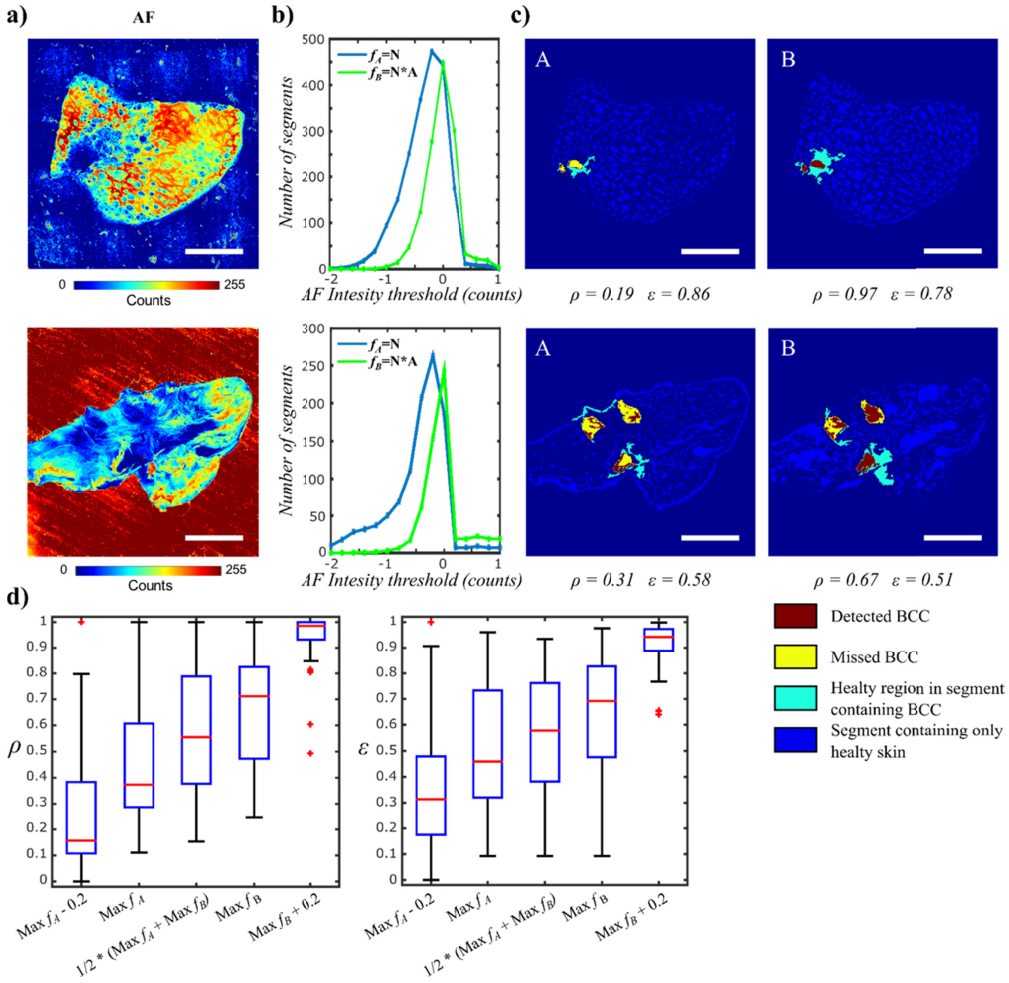 a)
AF
0
255
Counts
0
255
Counts
b)
500
450
400
350
300
250
200
150
100
50
0
-2
-1
0
1
Number of segments
AF Intesity threshold (counts)
f_A=N
f_B=N*A
300
250
200
150
100
50
0
-2
-1
0
1
Number of segments
AF Intesity threshold (counts)
f_A=N
f_B=N*A
c)
A
B
ρ = 0.19 ε = 0.86
ρ = 0.97 ε = 0.78
A
B
ρ = 0.31 ε = 0.58
ρ = 0.67 ε = 0.51
Detected BCC
Missed BCC
Healty region in segment
containing BCC
Segment containing only
healty skin
d)
1
0.9
0.8
0.7
0.6
0.5
0.4
0.3
0.2
0.1
0
ρ
Max f_A - 0.2
Max f_A
1/2 * (Max f_A + Max f_B)
Max f_B
Max f_B + 0.2
1
0.9
0.8
0.7
0.6
0.5
0.4
0.3
0.2
0.1
0
ε
Max f_A - 0.2
Max f_A
1/2 * (Max f_A + Max f_B)
Max f_B
Max f_B + 0.2